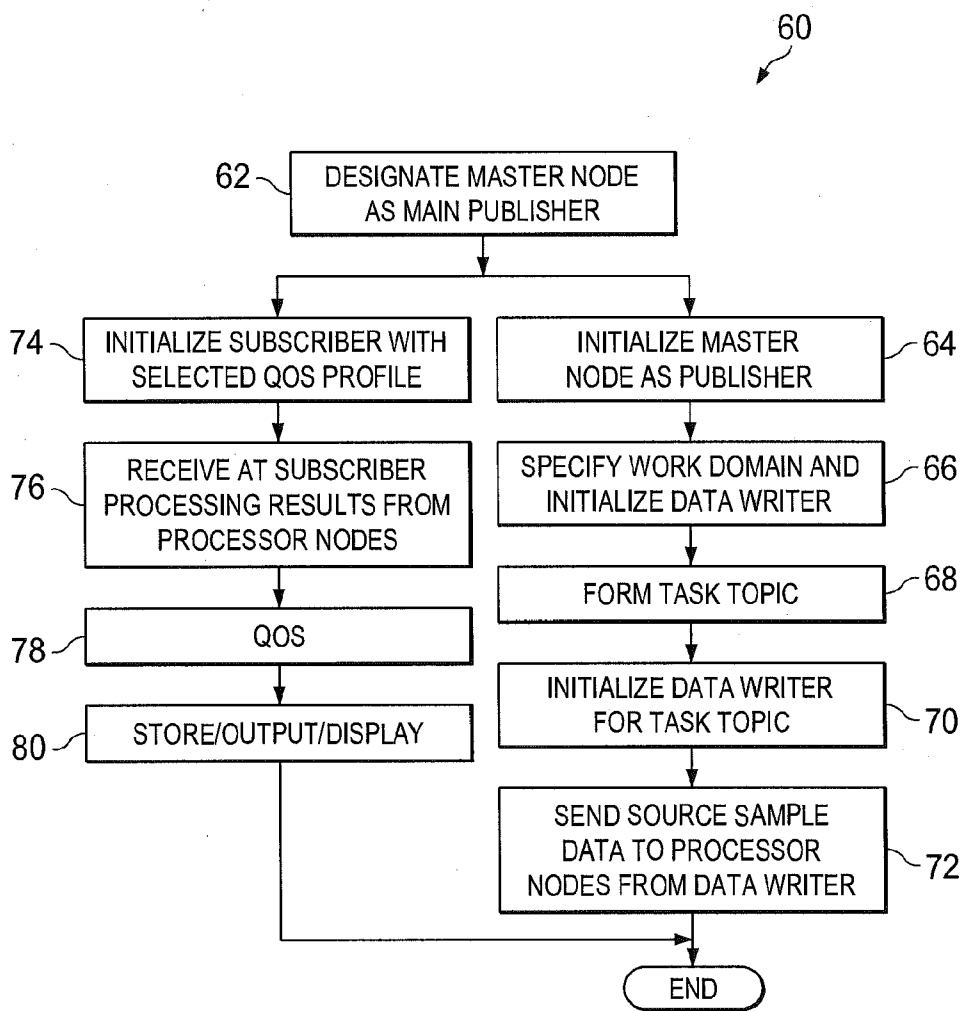 60
62
DESIGNATE MASTER NODE
AS MAIN PUBLISHER
74
INITIALIZE SUBSCRIBER WITH
SELECTED QOS PROFILE
INITIALIZE MASTER
NODE AS PUBLISHER
64
76
RECEIVE AT SUBSCRIBER
PROCESSING RESULTS FROM
PROCESSOR NODES
SPECIFY WORK DOMAIN AND
INITIALIZE DATA WRITER
66
FORM TASK TOPIC
68
78
QOS
INITIALIZE DATA WRITER
FOR TASK TOPIC
70
80
STORE/OUTPUT/DISPLAY
SEND SOURCE SAMPLE
DATA TO PROCESSOR
NODES FROM DATA WRITER
72
END